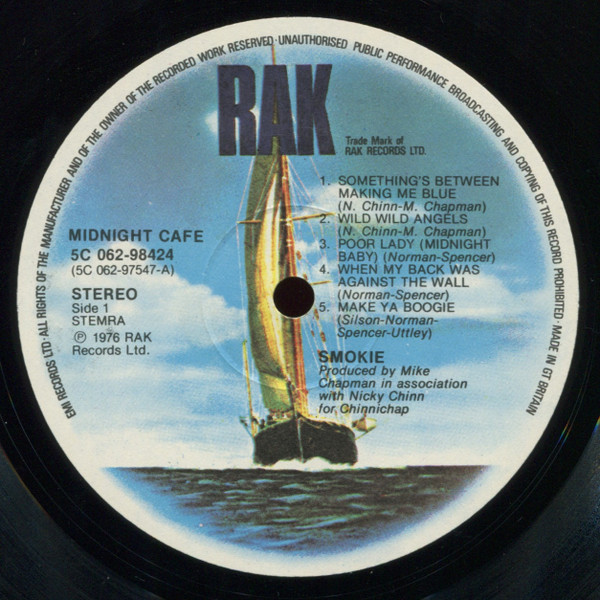 EMI RECORDS LTD·ALL RIGHTS OF THE MANUFACTURER AND OF THE OWNER OF THE RECORDED WORK RESERVED·UNAUTHORISED PUBLIC PERFORMANCE BROADCASTING AND COPYING OF THIS RECORD PROHIBITED·MADE IN GT BRITAIN
RAK
Trade Mark of
RAK RECORDS LTD.
MIDNIGHT CAFE
5C 062-98424
(5C 062-97547-A)
STEREO
Side 1
STEMRA
℗ 1976 RAK
Records Ltd.
1. SOMETHING'S BETWEEN
MAKING ME BLUE
(N. Chinn-M. Chapman)
2. WILD WILD ANGELS
(N. Chinn-M. Chapman)
3. POOR LADY (MIDNIGHT
BABY) (Norman-Spencer)
4. WHEN MY BACK WAS
AGAINST THE WALL
(Norman-Spencer)
5. MAKE YA BOOGIE
(Silson-Norman-
Spencer-Uttley)
SMOKIE
Produced by Mike
Chapman in association
with Nicky Chinn
for Chinnichap